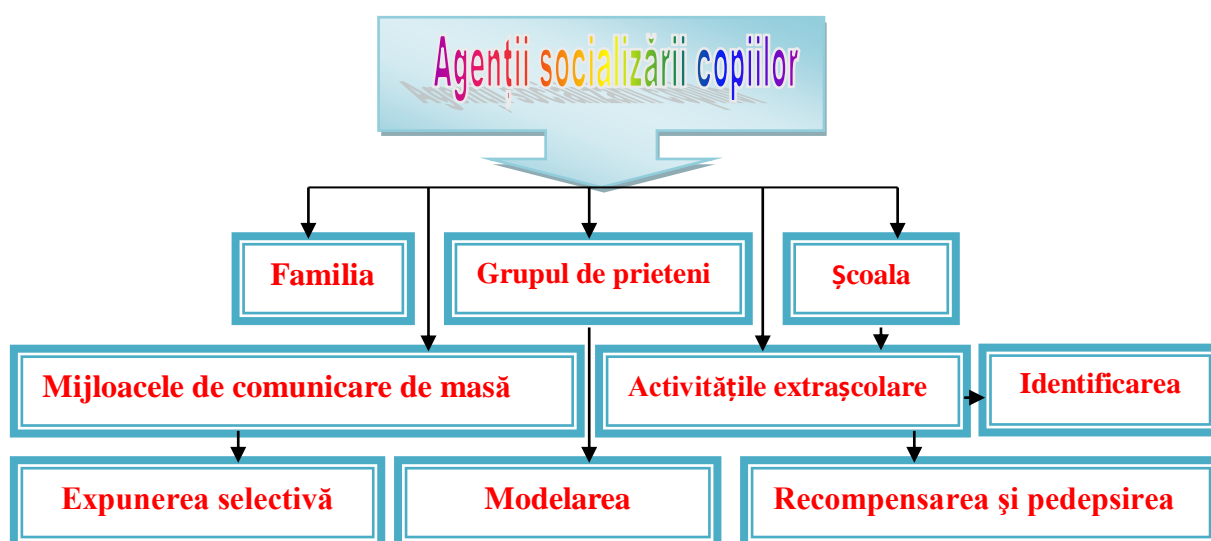 Agenții socializării copiilor
Familia
Grupul de prieteni
Școala
Mijloacele de comunicare de masă
Activitățile extrașcolare
Identificarea
Expunerea selectivă
Modelarea
Recompensarea şi pedepsirea